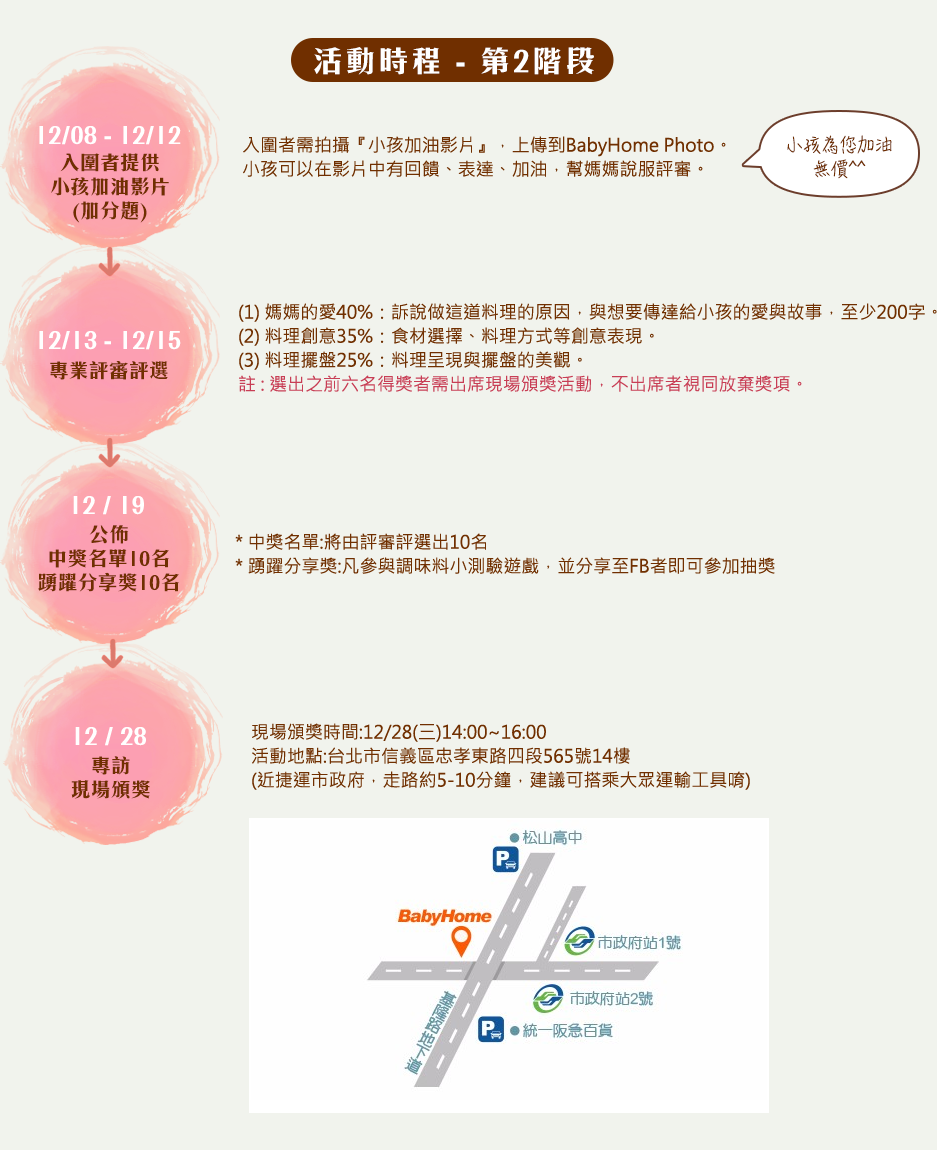 活動時程 - 第2階段
12/08 - 12/12
入圍者提供
小孩加油影片
(加分題)
入圍者需拍攝『小孩加油影片』，上傳到BabyHome Photo。
小孩可以在影片中有回饋、表達、加油，幫媽媽說服評審。
小孩為您加油
無價^^
12/13 - 12/15
專業評審評選
(1) 媽媽的愛40%：訴說做這道料理的原因，與想要傳達給小孩的愛與故事，至少200字。
(2) 料理創意35%：食材選擇、料理方式等創意表現。
(3) 料理擺盤25%：料理呈現與擺盤的美觀。
註 : 選出之前六名得獎者需出席現場頒獎活動，不出席者視同放棄獎項。
12 / 19
公佈
中獎名單10名
踴躍分享獎10名
* 中獎名單:將由評審評選出10名
* 踴躍分享獎:凡參與調味料小測驗遊戲，並分享至FB者即可參加抽獎
12 / 28
專訪
現場頒獎
現場頒獎時間:12/28(三)14:00~16:00
活動地點:台北市信義區忠孝東路四段565號14樓
(近捷運市政府，走路約5-10分鐘，建議可搭乘大眾運輸工具唷)
松山高中
P
BabyHome
市政府站1號
市政府站2號
基隆路地下道
P
統一阪急百貨